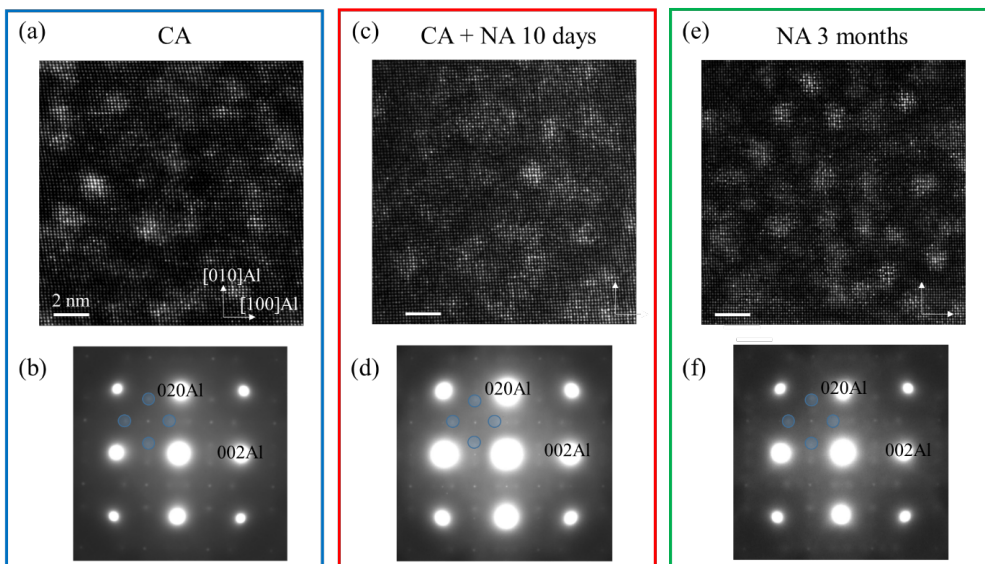 (a)
CA
[010]Al
[100]Al
2 nm
(b)
020Al
002Al
(c)
CA + NA 10 days
(d)
020Al
002Al
(e)
NA 3 months
(f)
020Al
002Al